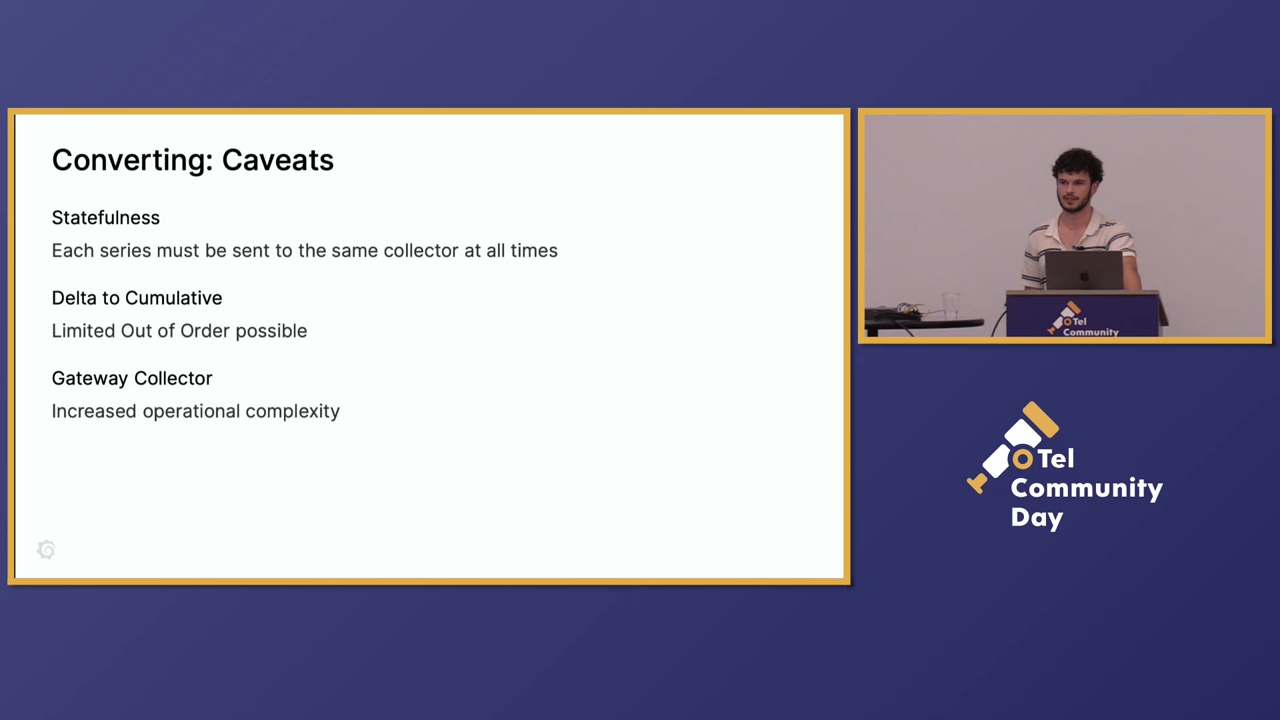 Converting: Caveats
Statefulness
Each series must be sent to the same collector at all times
Delta to Cumulative
Limited Out of Order possible
Gateway Collector
Increased operational complexity
OTel
Community
OTel
Community
Day